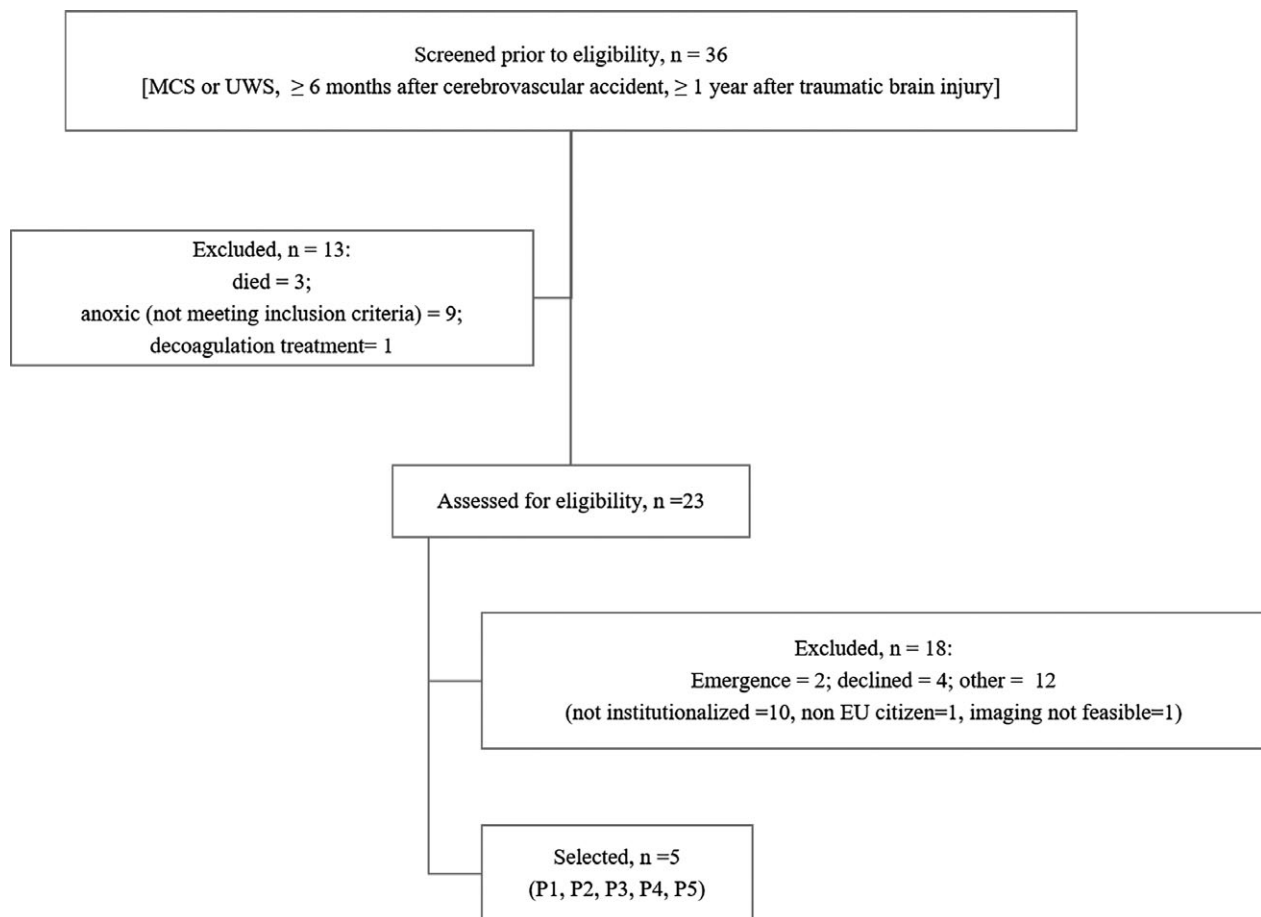 Screened prior to eligibility, n = 36
[MCS or UWS, ≥ 6 months after cerebrovascular accident, ≥ 1 year after traumatic brain injury]
Excluded, n = 13:
died = 3;
anoxic (not meeting inclusion criteria) = 9;
decoagulation treatment= 1
Assessed for eligibility, n =23
Excluded, n = 18:
Emergence = 2; declined = 4; other = 12
(not institutionalized =10, non EU citizen=1, imaging not feasible=1)
Selected, n =5
(P1, P2, P3, P4, P5)